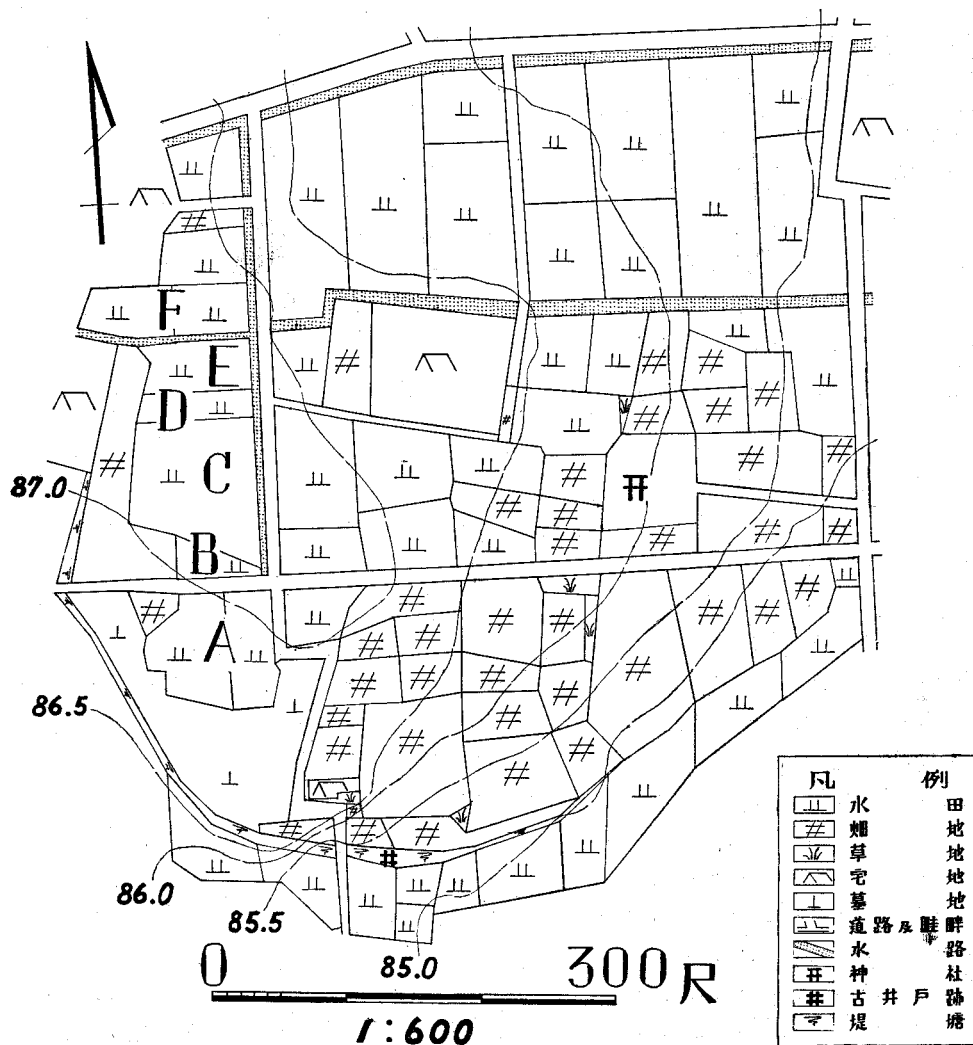 F
E
D
C
87.0
B
A
86.5
86.0
85.5
85.0
0 300尺
1:600
凡 例
水 田
畑 地
草 地
宅 地
墓 地
道路及畦畔
水 路
神 社
古井戸跡
堤 塘